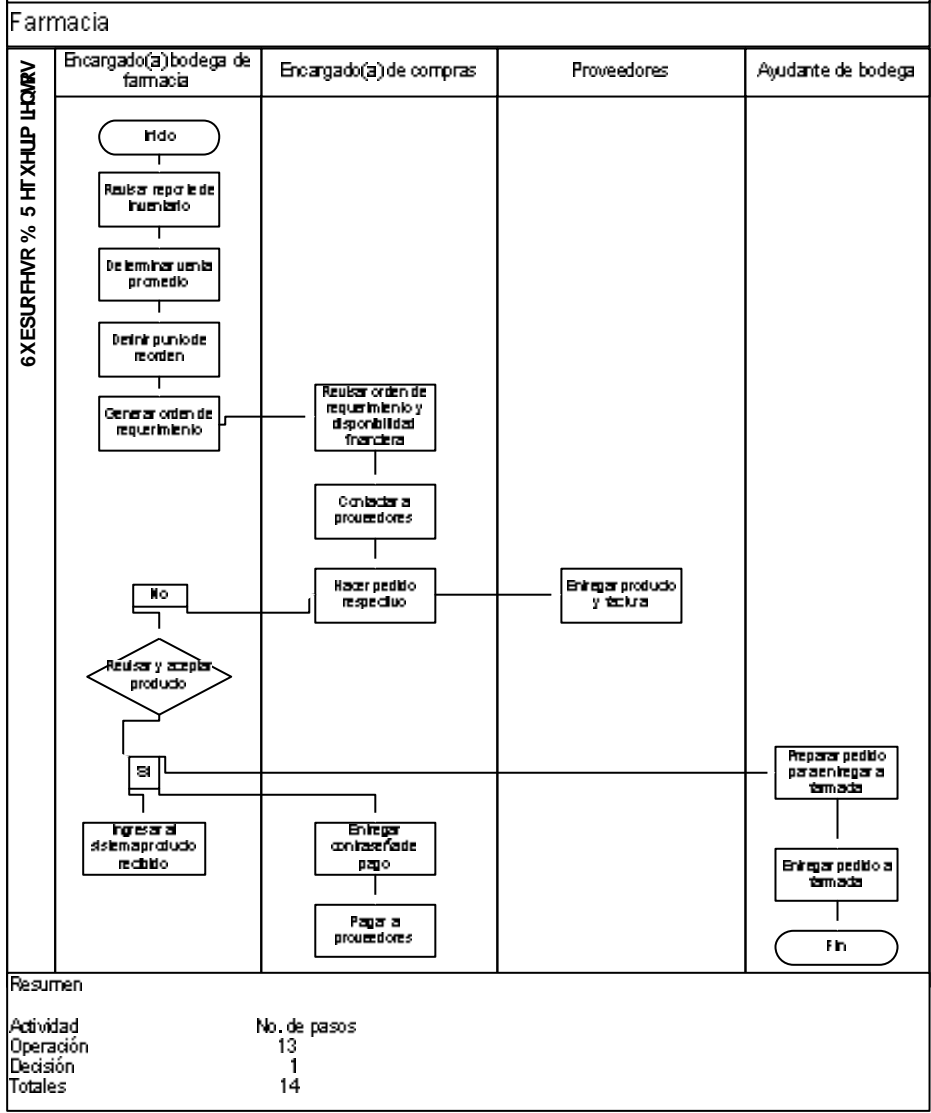 Farmacia
Encargado(a) bodega de
farmacia
Encargado(a) de compras
Proveedores
Ayudante de bodega
6XESURFHVR % 5 HTXHULP LHQWRV
Inicio
Revisar reporte de
inventario
Determinar venta
promedio
Definir punto de
reorden
Generar orden de
requerimiento
Revisar orden de
requerimiento y
disponibilidad
financiera
Contactar a
proveedores
Hacer pedido
respectivo
Entregar producto
y factura
No
Revisar y aceptar
producto
Si
Preparar pedido
para entregar a
farmacia
Ingresar al
sistema producto
recibido
Entregar
contraseña de
pago
Entregar pedido a
farmacia
Pagar a
proveedores
Fin
Resumen
Actividad No. de pasos
Operación 13
Decisión 1
Totales 14